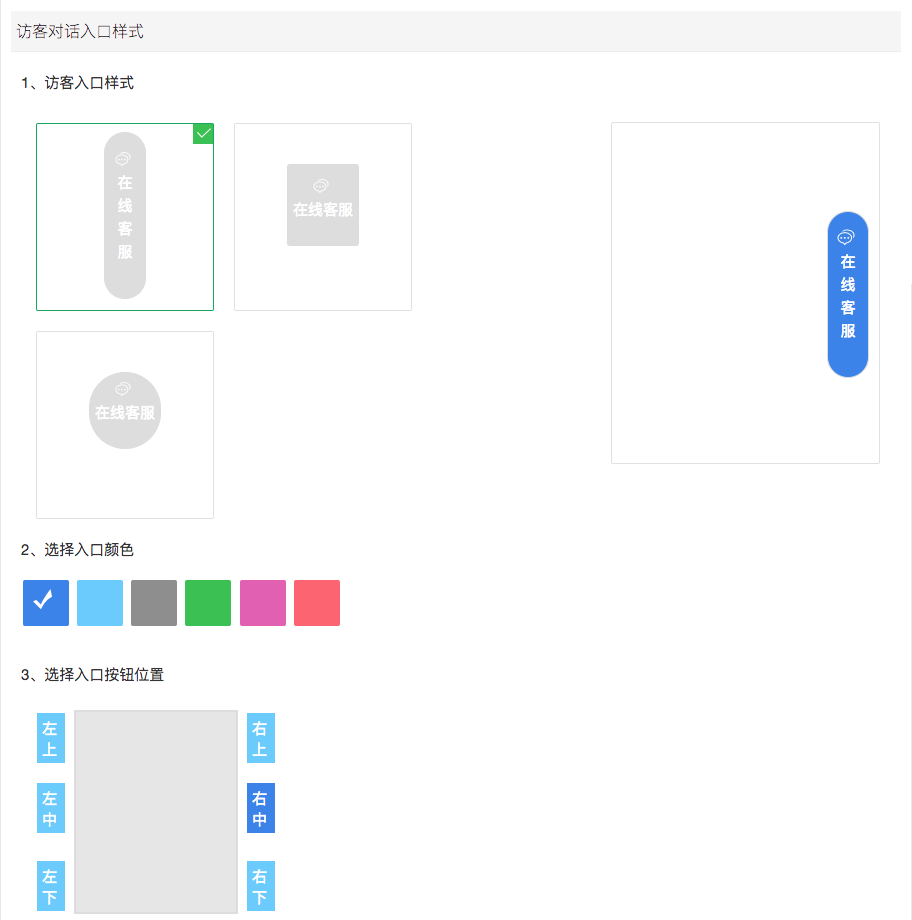 访客对话入口样式
1、访客入口样式
在
线
客
服
在线客服
在
线
客
服
在线客服
2、选择入口颜色
3、选择入口按钮位置
左
上
右
上
左
中
右
中
左
下
右
下